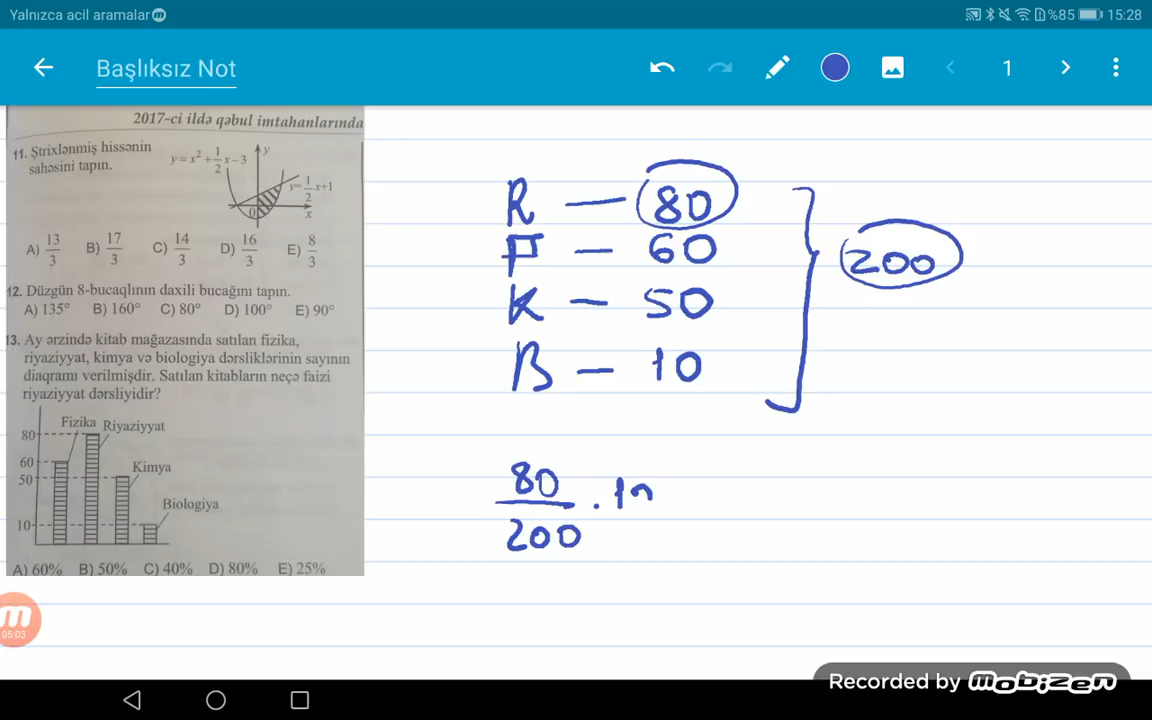 Yalnızca acil aramalar
%85 15:28
Başlıksız Not
1
2017-ci ildə qəbul imtahanlarında
11. Ştrixlənmiş hissənin
sahəsini tapın.
y = x² + 1/2 x – 3
y
y = 1/2 x+1
0
x
A) 13/3 B) 17/3 C) 14/3 D) 16/3 E) 8/3
12. Düzgün 8-bucaqlının daxili bucağını tapın.
A) 135° B) 160° C) 80° D) 100° E) 90°
13. Ay ərzində kitab mağazasında satılan fizika,
riyaziyyat, kimya və biologiya dərsliklərinin sayının
diaqramı verilmişdir. Satılan kitabların neçə faizi
riyaziyyat dərsliyidir?
Fizika
Riyaziyyat
80
60
Kimya
50
Biologiya
10
A) 60% B) 50% C) 40% D) 80% E) 25%
R — 80
F — 60
K — 50
B — 10
200
80/200 . 10
05:03
Recorded by mobizen